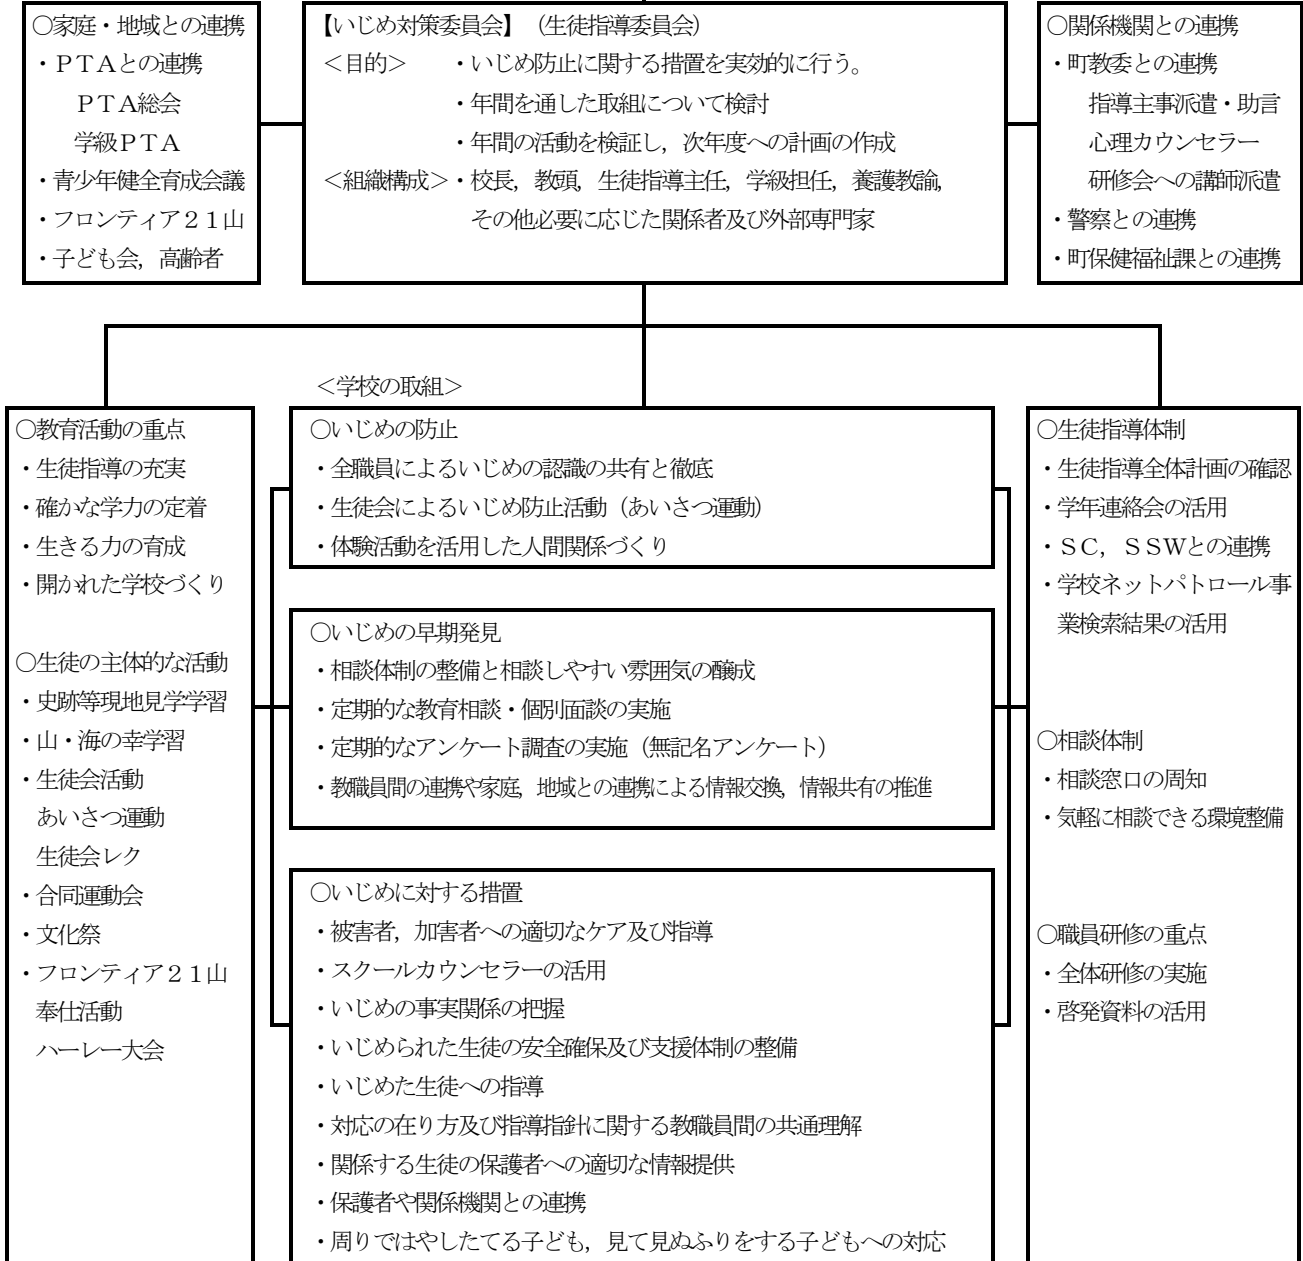 ○家庭・地域との連携
・ＰＴＡとの連携
ＰＴＡ総会
学級ＰＴＡ
・青少年健全育成会議
・フロンティア２１山
・子ども会，高齢者
【いじめ対策委員会】（生徒指導委員会）
＜目的＞　・いじめ防止に関する措置を実効的に行う。
・年間を通した取組について検討
・年間の活動を検証し，次年度への計画の作成
＜組織構成＞・校長，教頭，生徒指導主任，学級担任，養護教諭，
その他必要に応じた関係者及び外部専門家
○関係機関との連携
・町教委との連携
指導主事派遣・助言
心理カウンセラー
研修会への講師派遣
・警察との連携
・町保健福祉課との連携
＜学校の取組＞
○教育活動の重点
・生徒指導の充実
・確かな学力の定着
・生きる力の育成
・開かれた学校づくり
○生徒の主体的な活動
・史跡等現地見学学習
・山・海の幸学習
・生徒会活動
あいさつ運動
生徒会レク
・合同運動会
・文化祭
・フロンティア２１山
奉仕活動
ハーレー大会
○いじめの防止
・全職員によるいじめの認識の共有と徹底
・生徒会によるいじめ防止活動（あいさつ運動）
・体験活動を活用した人間関係づくり
○いじめの早期発見
・相談体制の整備と相談しやすい雰囲気の醸成
・定期的な教育相談・個別面談の実施
・定期的なアンケート調査の実施（無記名アンケート）
・教職員間の連携や家庭，地域との連携による情報交換，情報共有の推進
○いじめに対する措置
・被害者，加害者への適切なケア及び指導
・スクールカウンセラーの活用
・いじめの事実関係の把握
・いじめられた生徒の安全確保及び支援体制の整備
・いじめた生徒への指導
・対応の在り方及び指導指針に関する教職員間の共通理解
・関係する生徒の保護者への適切な情報提供
・保護者や関係機関との連携
・周りではやしたてる子ども，見て見ぬふりをする子どもへの対応
○生徒指導体制
・生徒指導全体計画の確認
・学年連絡会の活用
・ＳＣ，ＳＳＷとの連携
・学校ネットパトロール事
業検索結果の活用
○相談体制
・相談窓口の周知
・気軽に相談できる環境整備
○職員研修の重点
・全体研修の実施
・啓発資料の活用